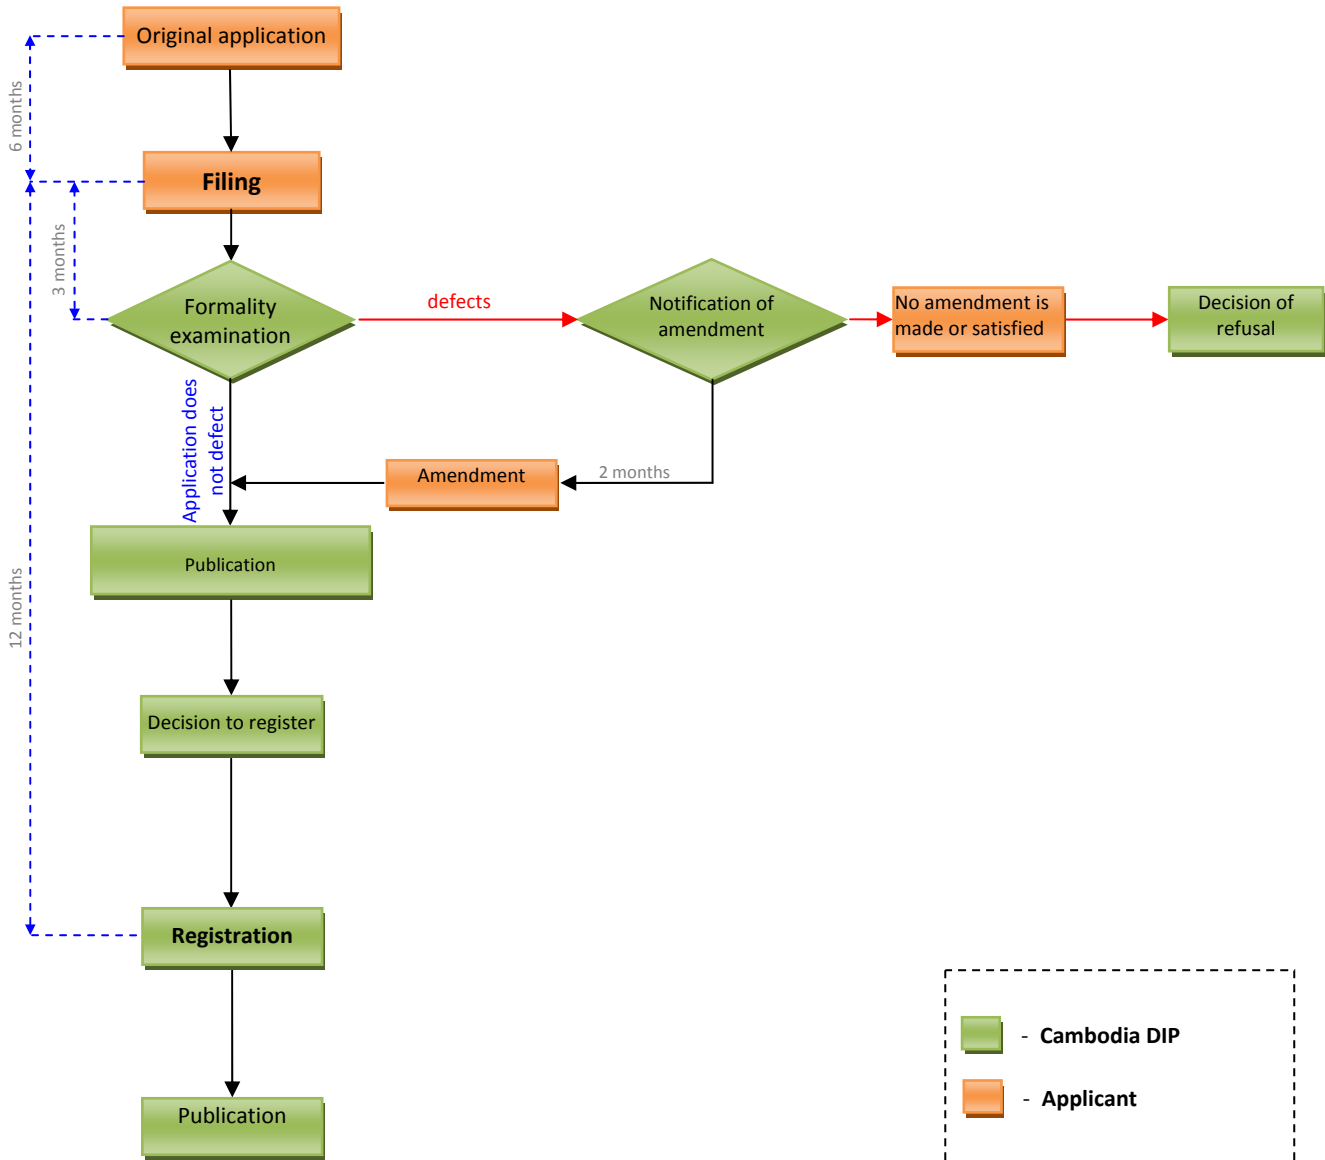 Original application
6 months
Filing
3 months
Formality
examination
defects
Notification of
amendment
No amendment is
made or satisfied
Decision of
refusal
Application does
not defect
Amendment
2 months
Publication
12 months
Decision to register
Registration
- Cambodia DIP
- Applicant
Publication